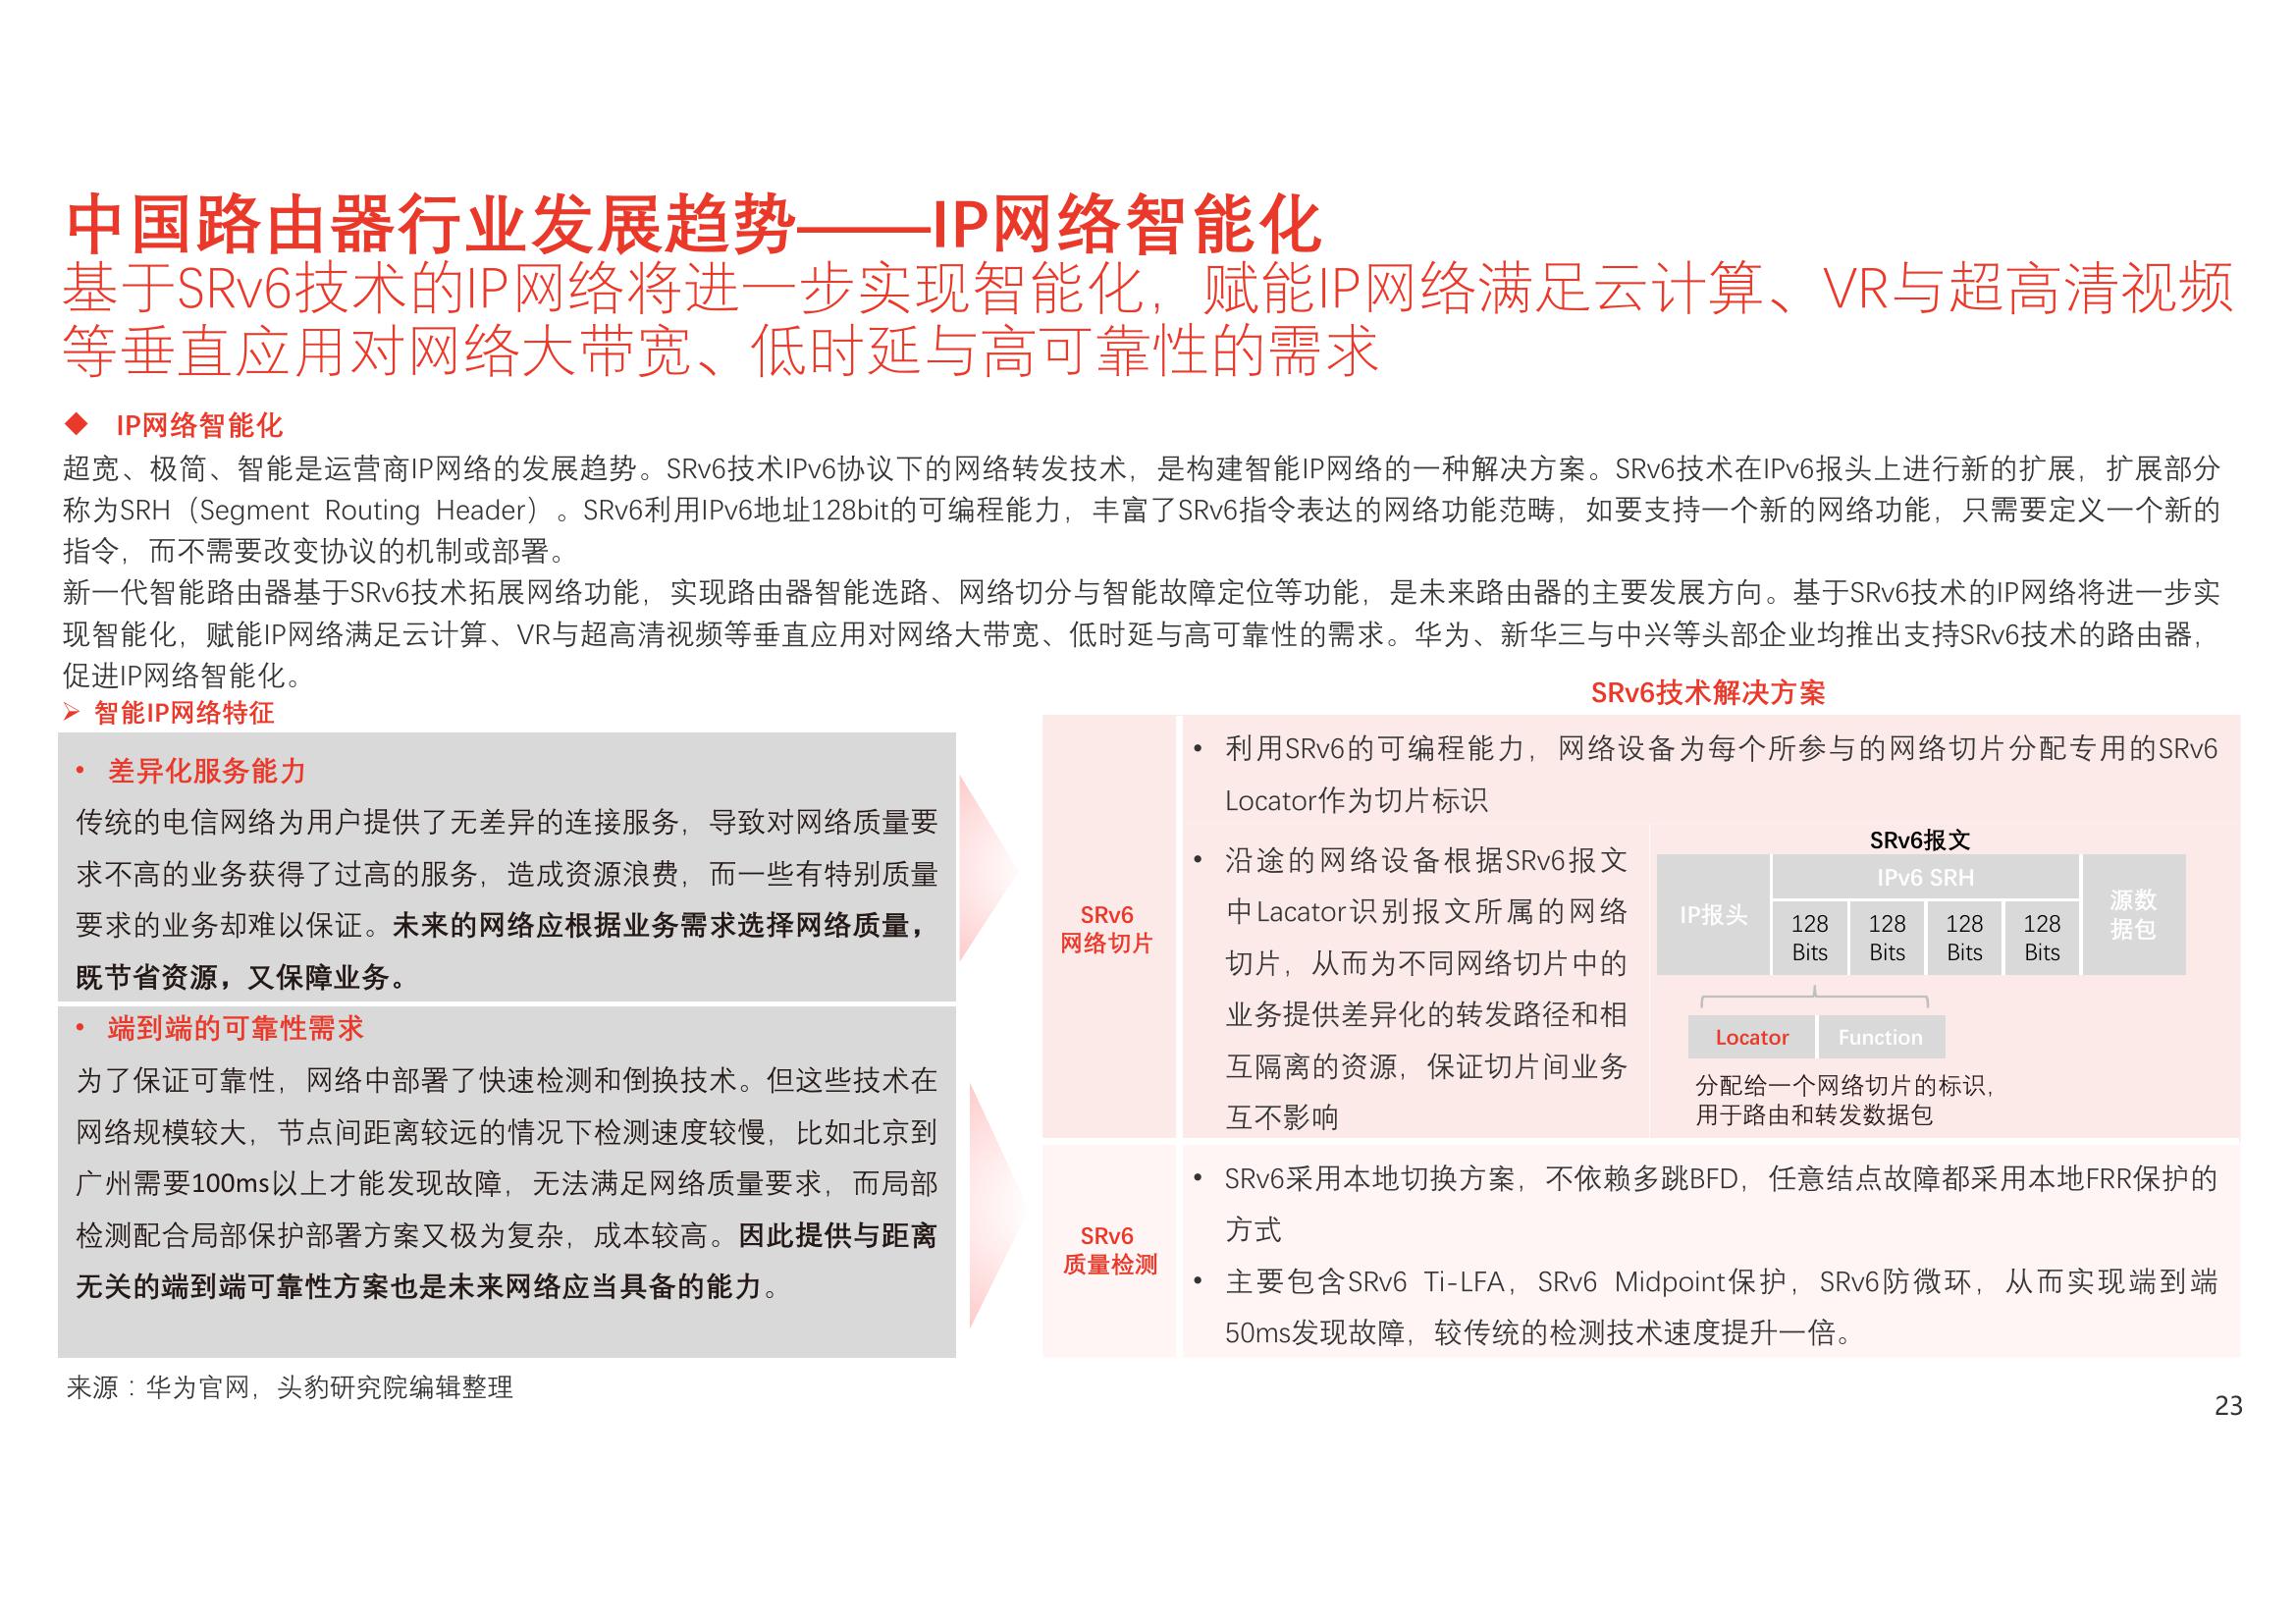 中国路由器行业发展趋势——IP网络智能化
基于SRv6技术的IP网络将进一步实现智能化，赋能IP网络满足云计算、VR与超高清视频
等垂直应用对网络大带宽、低时延与高可靠性的需求
◆ IP网络智能化
超宽、极简、智能是运营商IP网络的发展趋势。SRv6技术IPv6协议下的网络转发技术，是构建智能IP网络的一种解决方案。SRv6技术在IPv6报头上进行新的扩展，扩展部分
称为SRH（Segment Routing Header）。SRv6利用IPv6地址128bit的可编程能力，丰富了SRv6指令表达的网络功能范畴，如要支持一个新的网络功能，只需要定义一个新的
指令，而不需要改变协议的机制或部署。
新一代智能路由器基于SRv6技术拓展网络功能，实现路由器智能选路、网络切分与智能故障定位等功能，是未来路由器的主要发展方向。基于SRv6技术的IP网络将进一步实
现智能化，赋能IP网络满足云计算、VR与超高清视频等垂直应用对网络大带宽、低时延与高可靠性的需求。华为、新华三与中兴等头部企业均推出支持SRv6技术的路由器，
促进IP网络智能化。
➢ 智能IP网络特征
• 差异化服务能力
传统的电信网络为用户提供了无差异的连接服务，导致对网络质量要
求不高的业务获得了过高的服务，造成资源浪费，而一些有特别质量
要求的业务却难以保证。未来的网络应根据业务需求选择网络质量，
既节省资源，又保障业务。
• 端到端的可靠性需求
为了保证可靠性，网络中部署了快速检测和倒换技术。但这些技术在
网络规模较大，节点间距离较远的情况下检测速度较慢，比如北京到
广州需要100ms以上才能发现故障，无法满足网络质量要求，而局部
检测配合局部保护部署方案又极为复杂，成本较高。因此提供与距离
无关的端到端可靠性方案也是未来网络应当具备的能力。
SRv6技术解决方案
SRv6
网络切片
• 利用SRv6的可编程能力，网络设备为每个所参与的网络切片分配专用的SRv6
Locator作为切片标识
• 沿途的网络设备根据SRv6报文
中Lacator识别报文所属的网络
切片，从而为不同网络切片中的
业务提供差异化的转发路径和相
互隔离的资源，保证切片间业务
互不影响
SRv6报文
IP报头
IPv6 SRH
128 Bits
128 Bits
128 Bits
128 Bits
源数
据包
Locator
Function
分配给一个网络切片的标识，
用于路由和转发数据包
SRv6
质量检测
• SRv6采用本地切换方案，不依赖多跳BFD，任意结点故障都采用本地FRR保护的
方式
• 主要包含SRv6 Ti-LFA，SRv6 Midpoint保护，SRv6防微环，从而实现端到端
50ms发现故障，较传统的检测技术速度提升一倍。
来源：华为官网，头豹研究院编辑整理
23